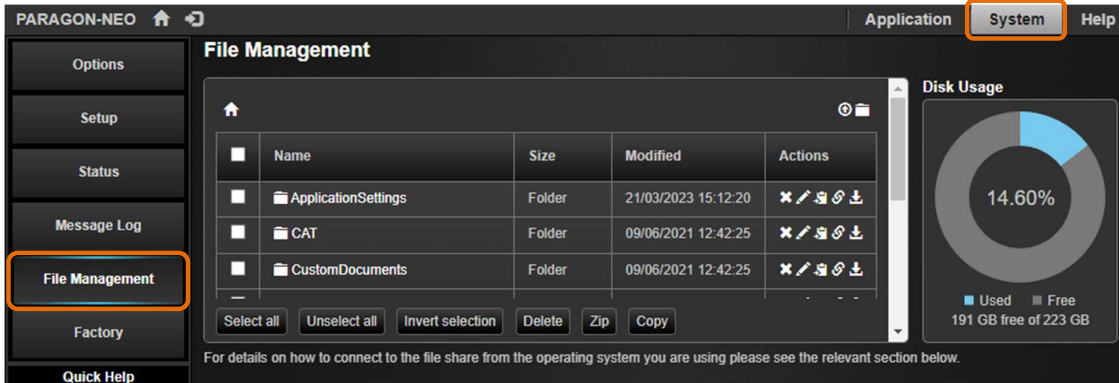 PARAGON-NEO
Application System Help
Options
Setup
Status
Message Log
File Management
Factory
Quick Help
File Management
Name Size Modified Actions
ApplicationSettings Folder 21/03/2023 15:12:20
CAT Folder 09/06/2021 12:42:25
CustomDocuments Folder 09/06/2021 12:42:25
Select all Unselect all Invert selection Delete Zip Copy
For details on how to connect to the file share from the operating system you are using please see the relevant section below.
Disk Usage
14.60%
Used Free
191 GB free of 223 GB